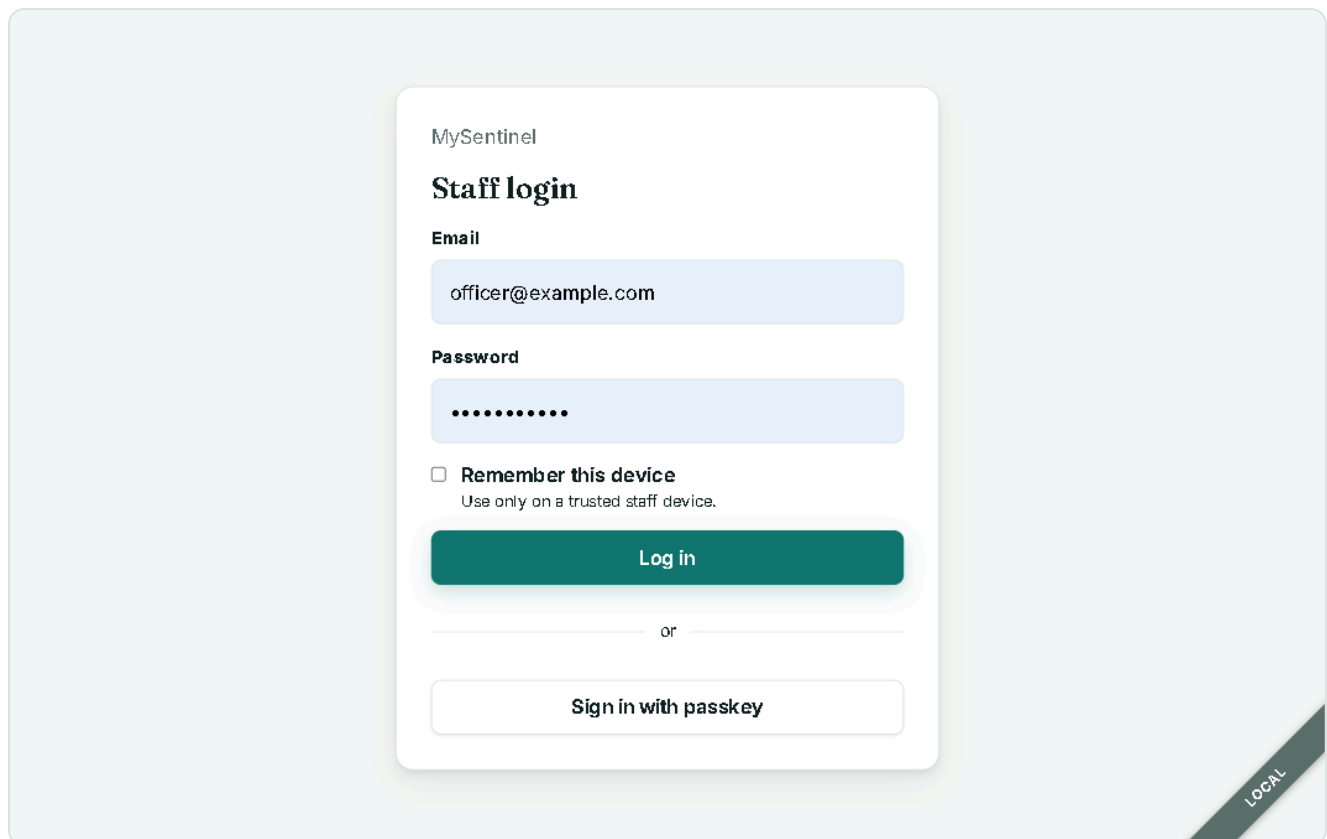 MySentinel
Staff login
Email
officer@example.com
Password
•••••••••••
Remember this device
Use only on a trusted staff device.
Log in
or
Sign in with passkey
LOCAL